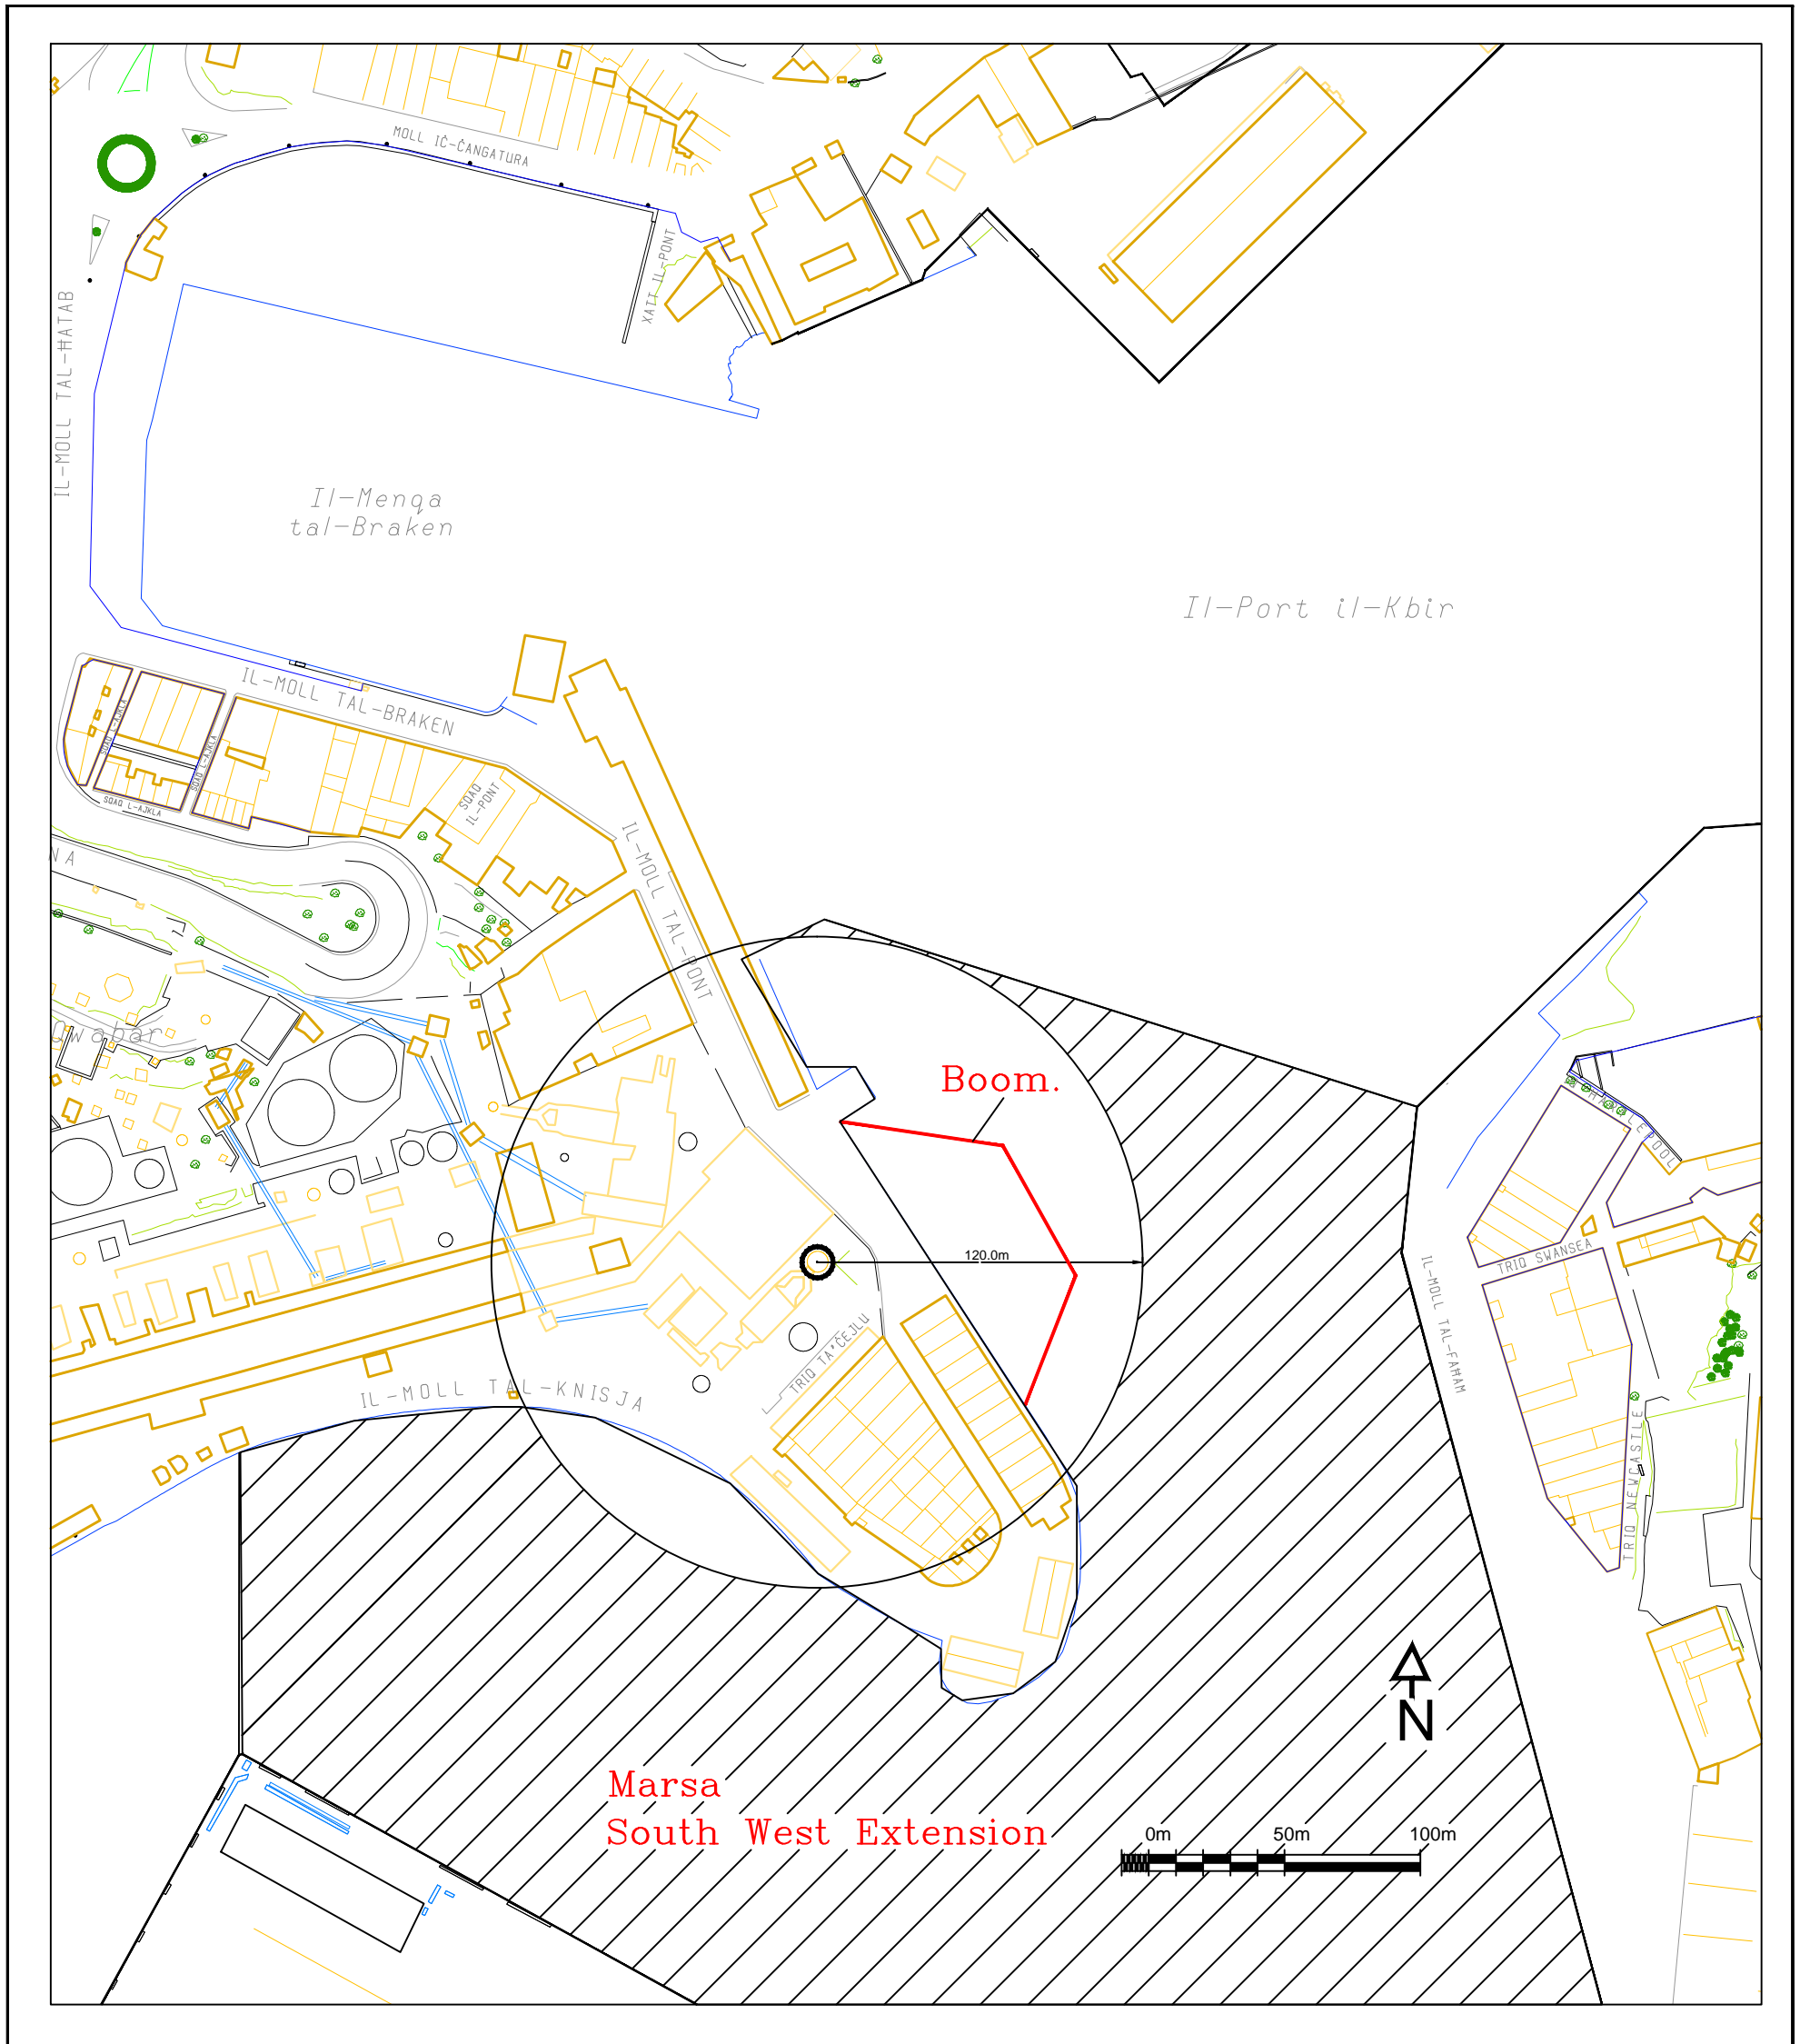 MOLL IĊ-ĊANGATURA
XATT IL-PONT
IL-MOLL TAL-ĦATAB
Il-Menqa
tal-Braken
Il-Port il-Kbir
IL-MOLL TAL-BRAKEN
SQAQ L-AJKLA
SQAQ L-AJKLA
SQAQ L-AJKLA
SQAQ
IL-PONT
IL-MOLL TAL-PONT
NA
Qwabar
Boom.
120.0m
HARTLEPOOL
TRIQ SWANSEA
IL-MOLL TAL-FAĦAM
TRIQ TA'ĊEJLU
IL-MOLL TAL-KNISJA
TRIQ NEWCASTLE
N
Marsa
South West Extension
0m 50m 100m